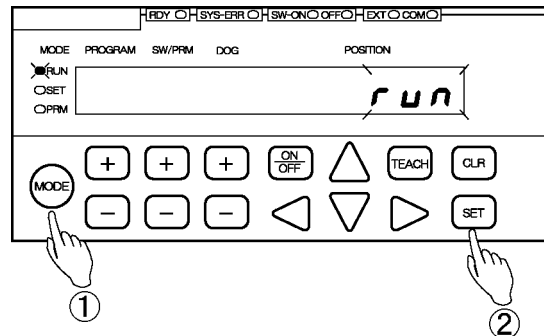 RDY SYS-ERR SW-ON OFF EXT COM
MODE PROGRAM SW/PRM DOG POSITION
RUN
SET
PRM
run
+ + + ON/OFF TEACH CLR
MODE
- - - SET
① ②